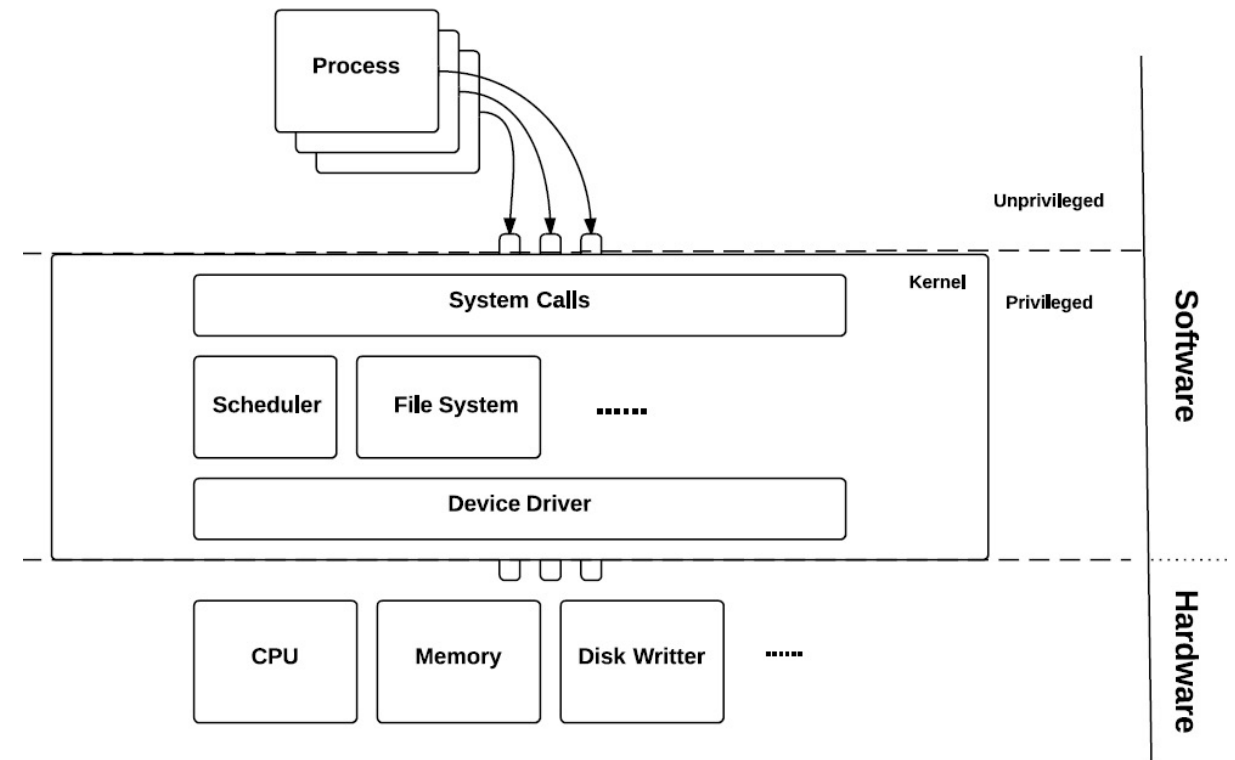 Process
Unprivileged
Kernel
System Calls
Privileged
Software
Scheduler
File System
......
Device Driver
Hardware
CPU
Memory
Disk Writter
......